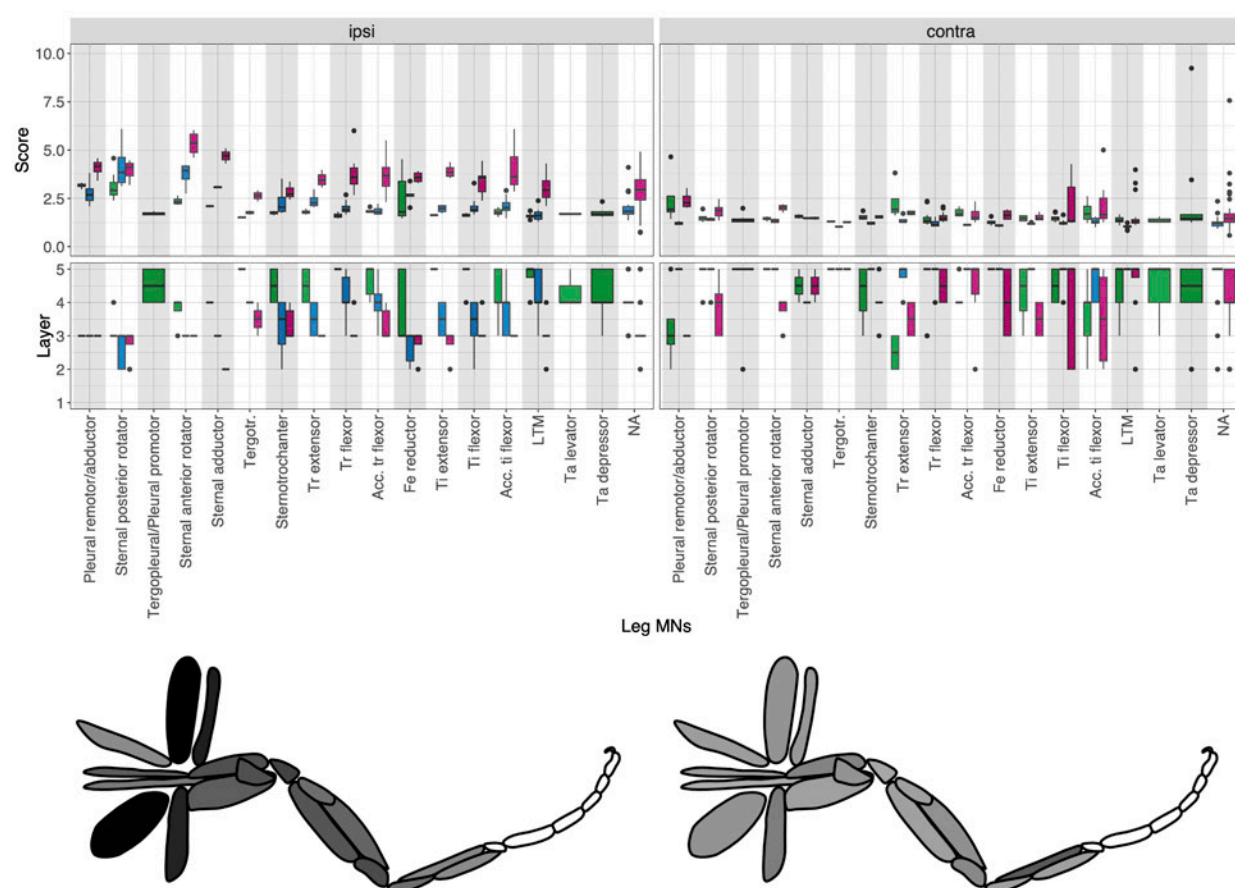 ipsi
contra
Score
10.0
7.5
5.0
2.5
0.0
Layer
5
4
3
2
1
Pleural remotor/abductor
Sternal posterior rotator
Tergopleural/Pleural promotor
Sternal anterior rotator
Sternal adductor
Tergotr.
Sternotrochanter
Tr extensor
Tr flexor
Acc. tr flexor
Fe reductor
Ti extensor
Ti flexor
Acc. ti flexor
LTM
Ta levator
Ta depressor
NA
Pleural remotor/abductor
Sternal posterior rotator
Tergopleural/Pleural promotor
Sternal anterior rotator
Sternal adductor
Tergotr.
Sternotrochanter
Tr extensor
Tr flexor
Acc. tr flexor
Fe reductor
Ti extensor
Ti flexor
Acc. ti flexor
LTM
Ta levator
Ta depressor
NA
Leg MNs